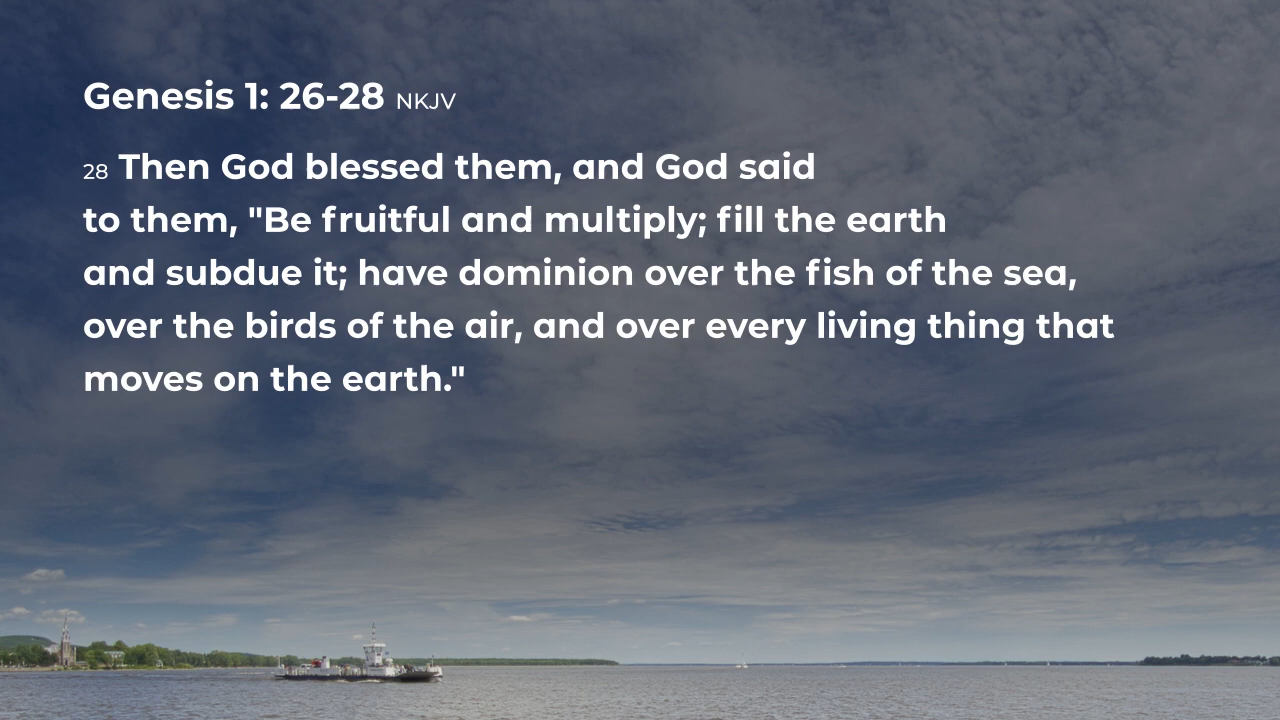 Genesis 1: 26-28 NKJV
28 Then God blessed them, and God said
to them, "Be fruitful and multiply; fill the earth
and subdue it; have dominion over the fish of the sea,
over the birds of the air, and over every living thing that
moves on the earth."